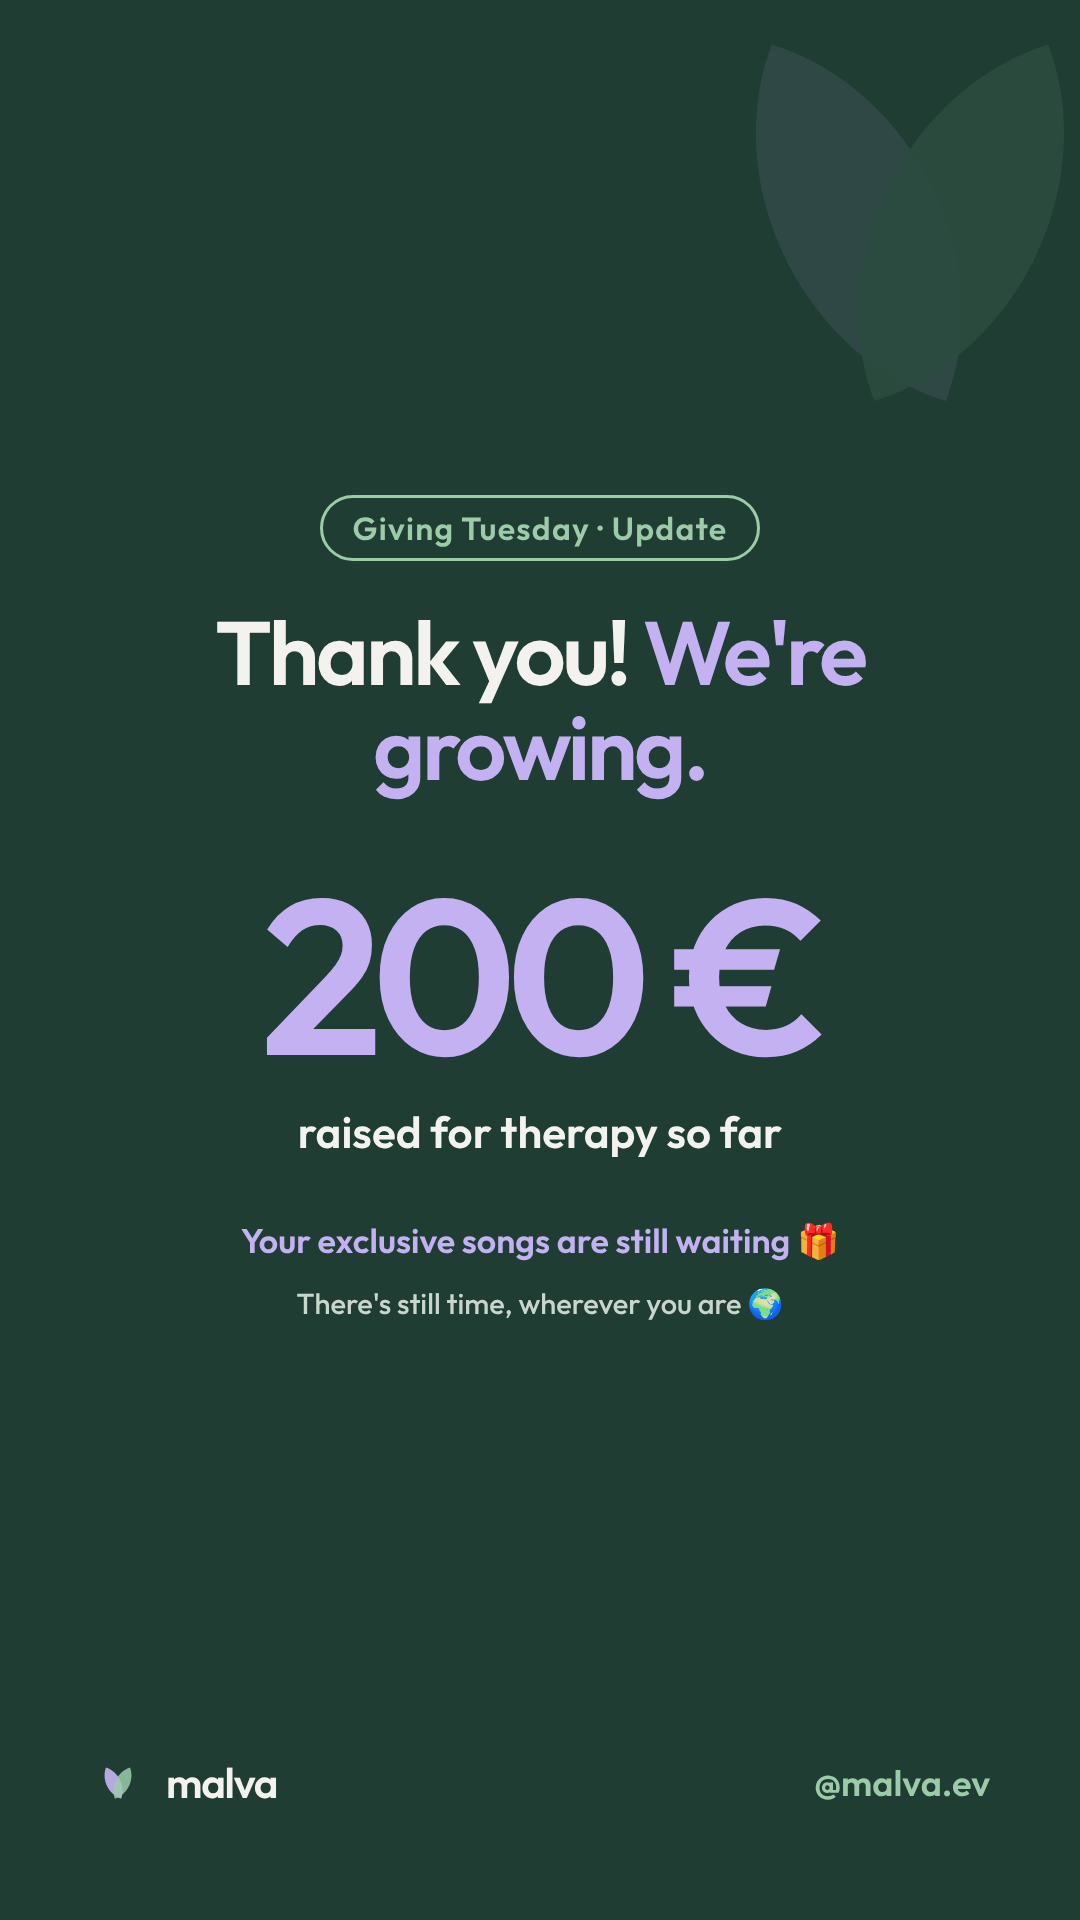 Giving Tuesday · Update
Thank you! We're
growing.
200 €
raised for therapy so far
Your exclusive songs are still waiting 🎁
There's still time, wherever you are 🌍
malva
@malva.ev